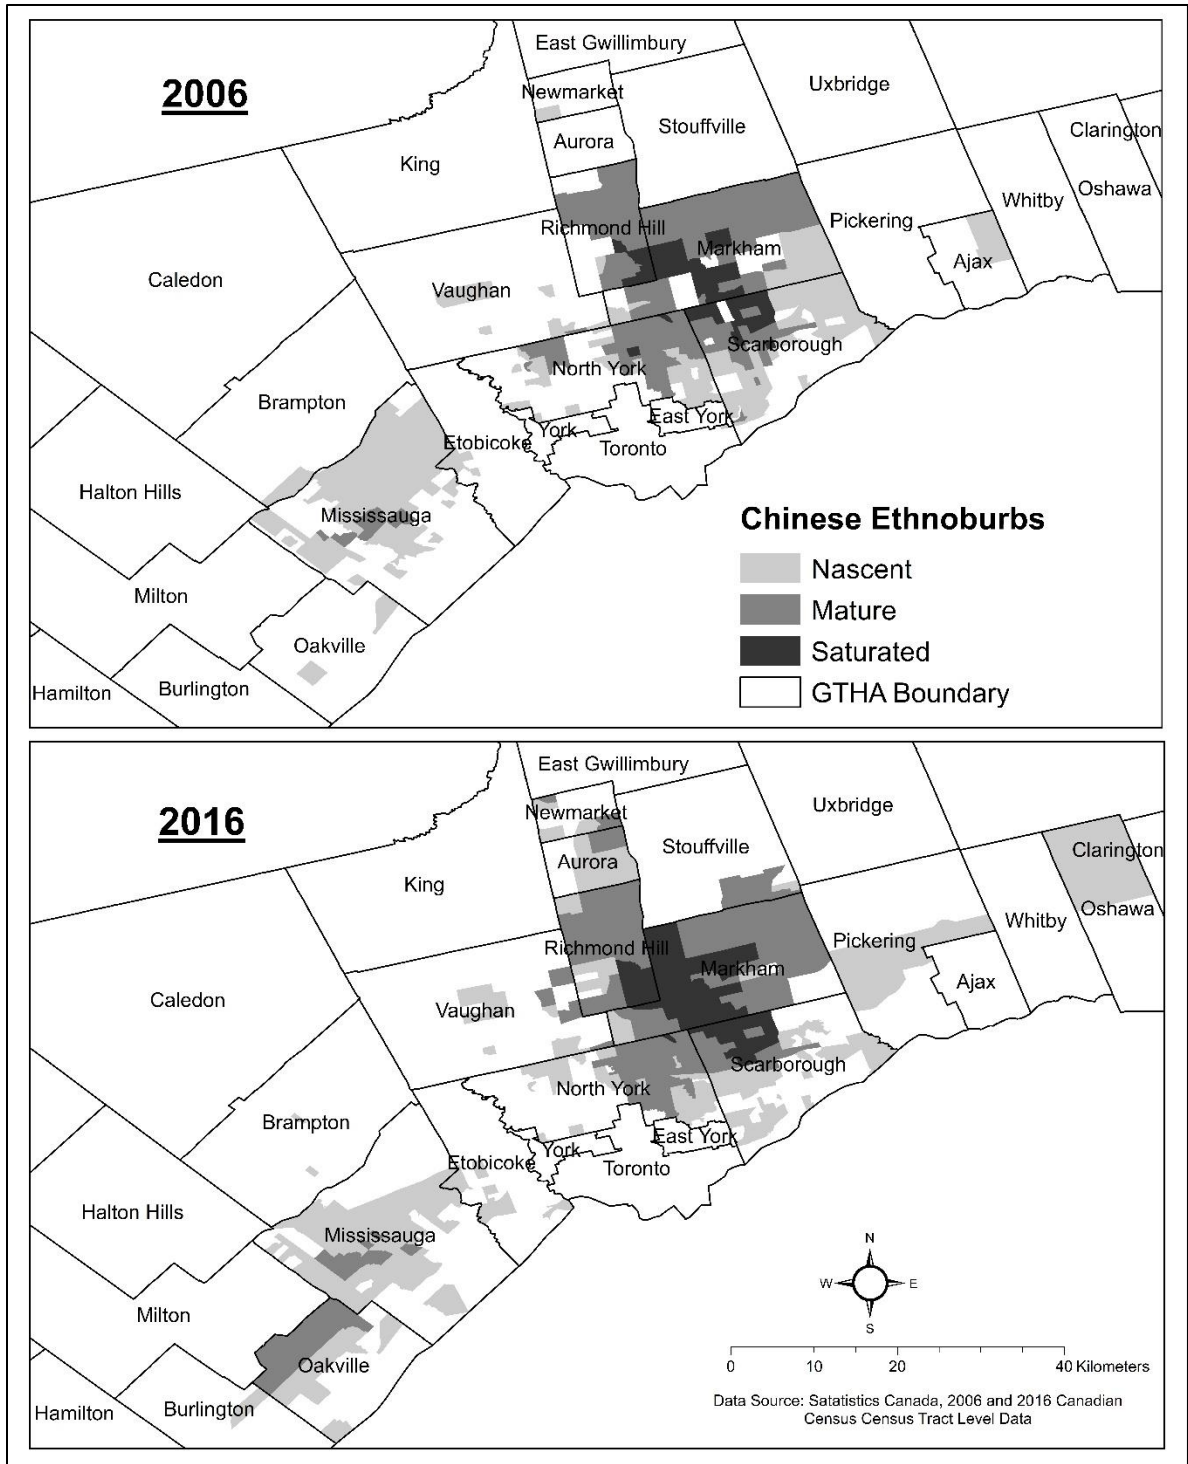 2006
East Gwillimbury
Newmarket
Uxbridge
Stouffville
Clarington
Aurora
King
Oshawa
Whitby
Pickering
Richmond Hill
Markham
Ajax
Caledon
Vaughan
Scarborough
North York
Brampton
East York
York
Etobicoke
Toronto
Halton Hills
Mississauga
Milton
Oakville
Burlington
Hamilton
Chinese Ethnoburbs
Nascent
Mature
Saturated
GTHA Boundary
2016
East Gwillimbury
Newmarket
Uxbridge
Stouffville
Clarington
Aurora
King
Oshawa
Whitby
Pickering
Richmond Hill
Markham
Ajax
Caledon
Vaughan
Scarborough
North York
Brampton
East York
York
Etobicoke
Toronto
Halton Hills
Mississauga
Milton
Oakville
Burlington
Hamilton
N
W E
S
0 10 20 40 Kilometers
Data Source: Satatistics Canada, 2006 and 2016 Canadian
Census Census Tract Level Data